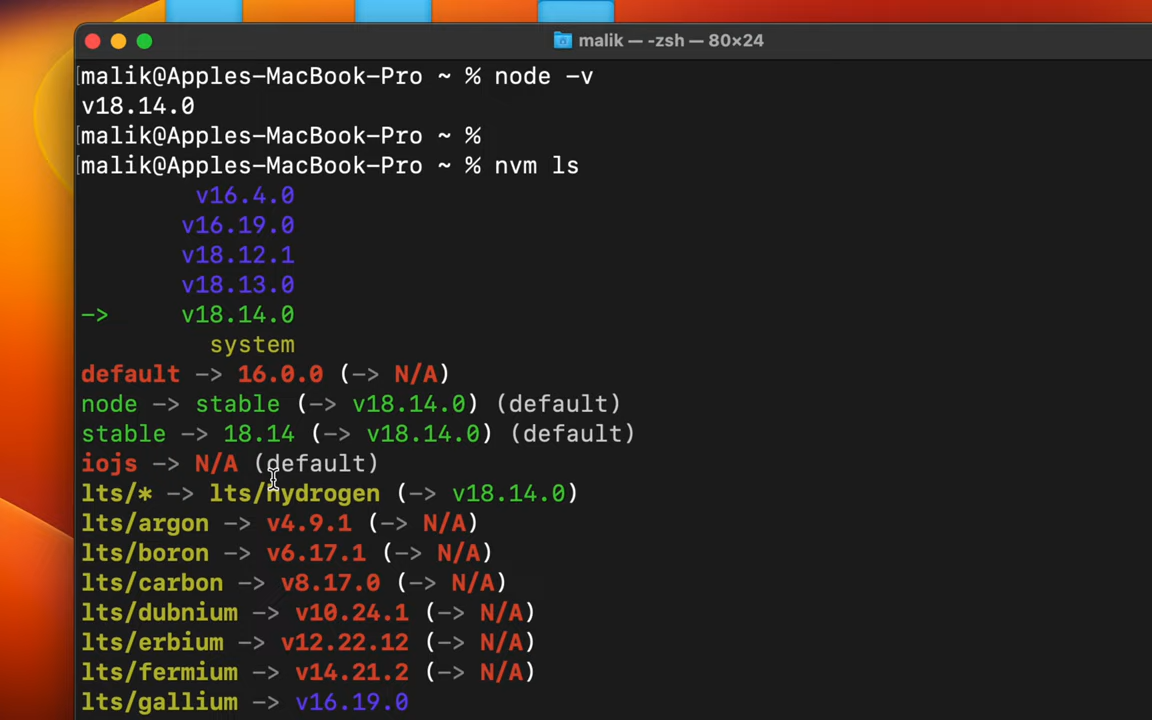 malik — -zsh — 80×24
[malik@Apples-MacBook-Pro ~ % node -v
v18.14.0
[malik@Apples-MacBook-Pro ~ %
[malik@Apples-MacBook-Pro ~ % nvm ls
v16.4.0
v16.19.0
v18.12.1
v18.13.0
-> v18.14.0
system
default -> 16.0.0 (-> N/A)
node -> stable (-> v18.14.0) (default)
stable -> 18.14 (-> v18.14.0) (default)
iojs -> N/A (default)
lts/* -> lts/hydrogen (-> v18.14.0)
lts/argon -> v4.9.1 (-> N/A)
lts/boron -> v6.17.1 (-> N/A)
lts/carbon -> v8.17.0 (-> N/A)
lts/dubnium -> v10.24.1 (-> N/A)
lts/erbium -> v12.22.12 (-> N/A)
lts/fermium -> v14.21.2 (-> N/A)
lts/gallium -> v16.19.0